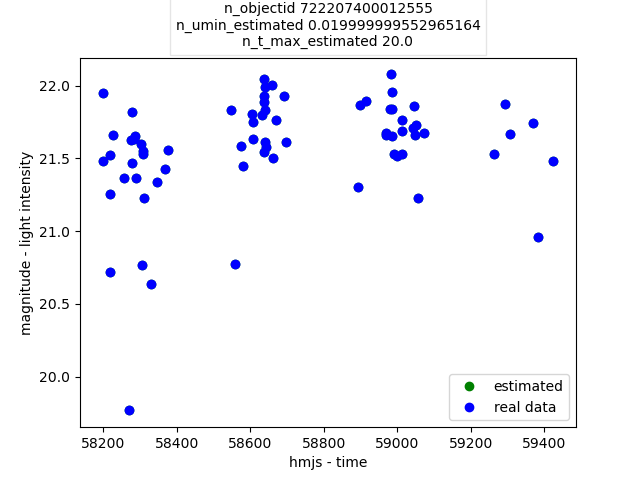 n_objectid 722207400012555
n_umin_estimated 0.019999999552965164
n_t_max_estimated 20.0
magnitude - light intensity
22.0
21.5
21.0
20.5
20.0
estimated
real data
58200 58400 58600 58800 59000 59200 59400
hmjs - time